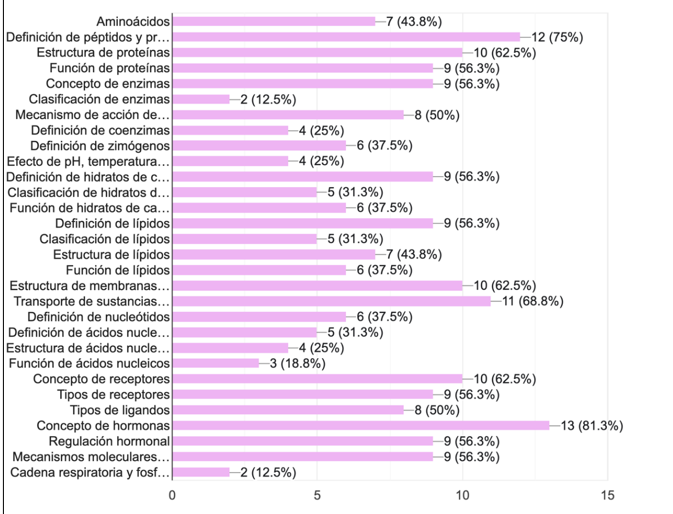 Aminoácidos 7 (43.8%)
Definición de péptidos y pr… 12 (75%)
Estructura de proteínas 10 (62.5%)
Función de proteínas 9 (56.3%)
Concepto de enzimas 9 (56.3%)
Clasificación de enzimas 2 (12.5%)
Mecanismo de acción de… 8 (50%)
Definición de coenzimas 4 (25%)
Definición de zimógenos 6 (37.5%)
Efecto de pH, temperatura… 4 (25%)
Definición de hidratos de c… 9 (56.3%)
Clasificación de hidratos d… 5 (31.3%)
Función de hidratos de ca… 6 (37.5%)
Definición de lípidos 9 (56.3%)
Clasificación de lípidos 5 (31.3%)
Estructura de lípidos 7 (43.8%)
Función de lípidos 6 (37.5%)
Estructura de membranas… 10 (62.5%)
Transporte de sustancias… 11 (68.8%)
Definición de nucleótidos 6 (37.5%)
Definición de ácidos nucle… 5 (31.3%)
Estructura de ácidos nucle… 4 (25%)
Función de ácidos nucleicos 3 (18.8%)
Concepto de receptores 10 (62.5%)
Tipos de receptores 9 (56.3%)
Tipos de ligandos 8 (50%)
Concepto de hormonas 13 (81.3%)
Regulación hormonal 9 (56.3%)
Mecanismos moleculares… 9 (56.3%)
Cadena respiratoria y fosf… 2 (12.5%)
0 5 10 15